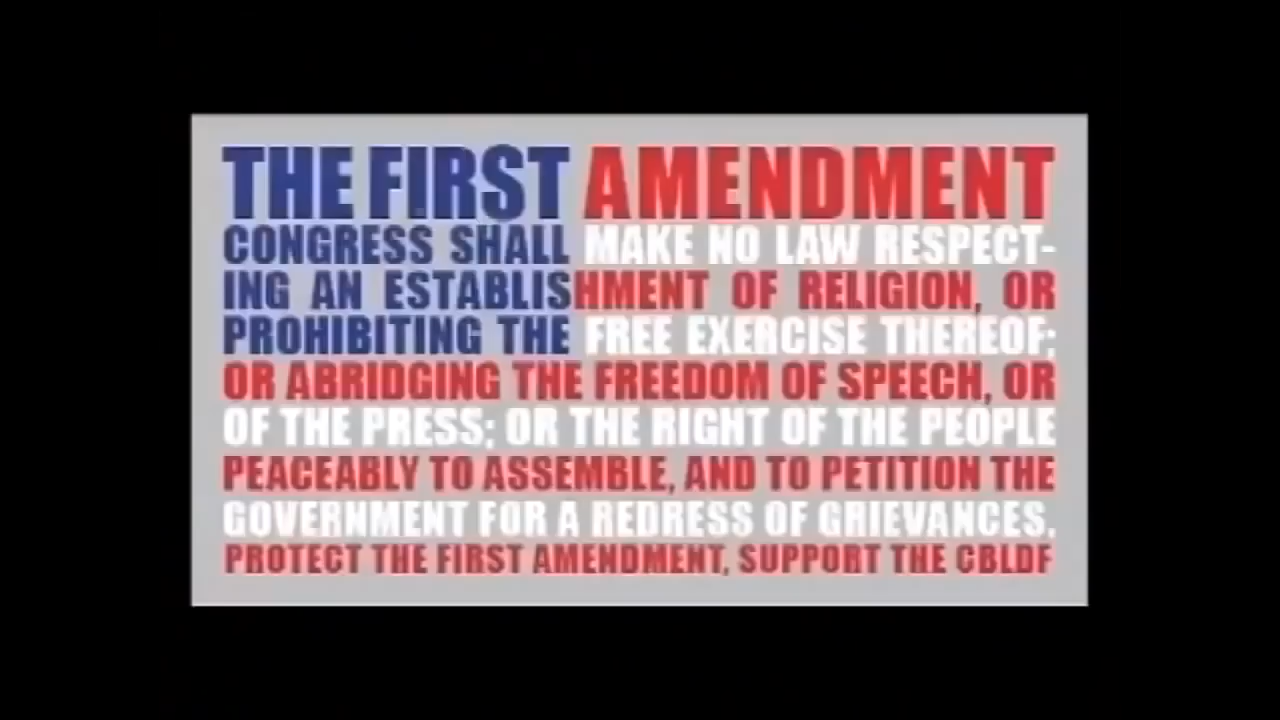 THE FIRST AMENDMENT
CONGRESS SHALL MAKE NO LAW RESPECT-
ING AN ESTABLISHMENT OF RELIGION, OR
PROHIBITING THE FREE EXERCISE THEREOF;
OR ABRIDGING THE FREEDOM OF SPEECH, OR
OF THE PRESS; OR THE RIGHT OF THE PEOPLE
PEACEABLY TO ASSEMBLE, AND TO PETITION THE
GOVERNMENT FOR A REDRESS OF GRIEVANCES.
PROTECT THE FIRST AMENDMENT, SUPPORT THE CBLDF